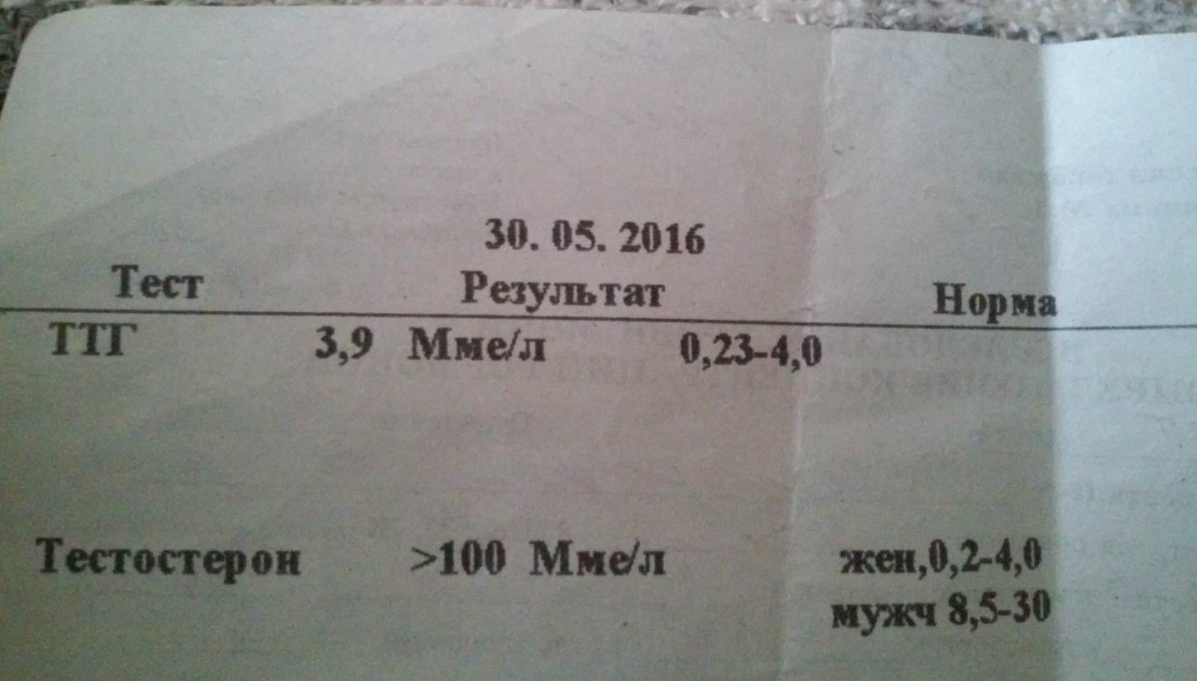 30. 05. 2016
Тест Результат Норма
ТТГ 3,9 Мме/л 0,23-4,0
Тестостерон >100 Мме/л жен,0,2-4,0
мужч 8,5-30